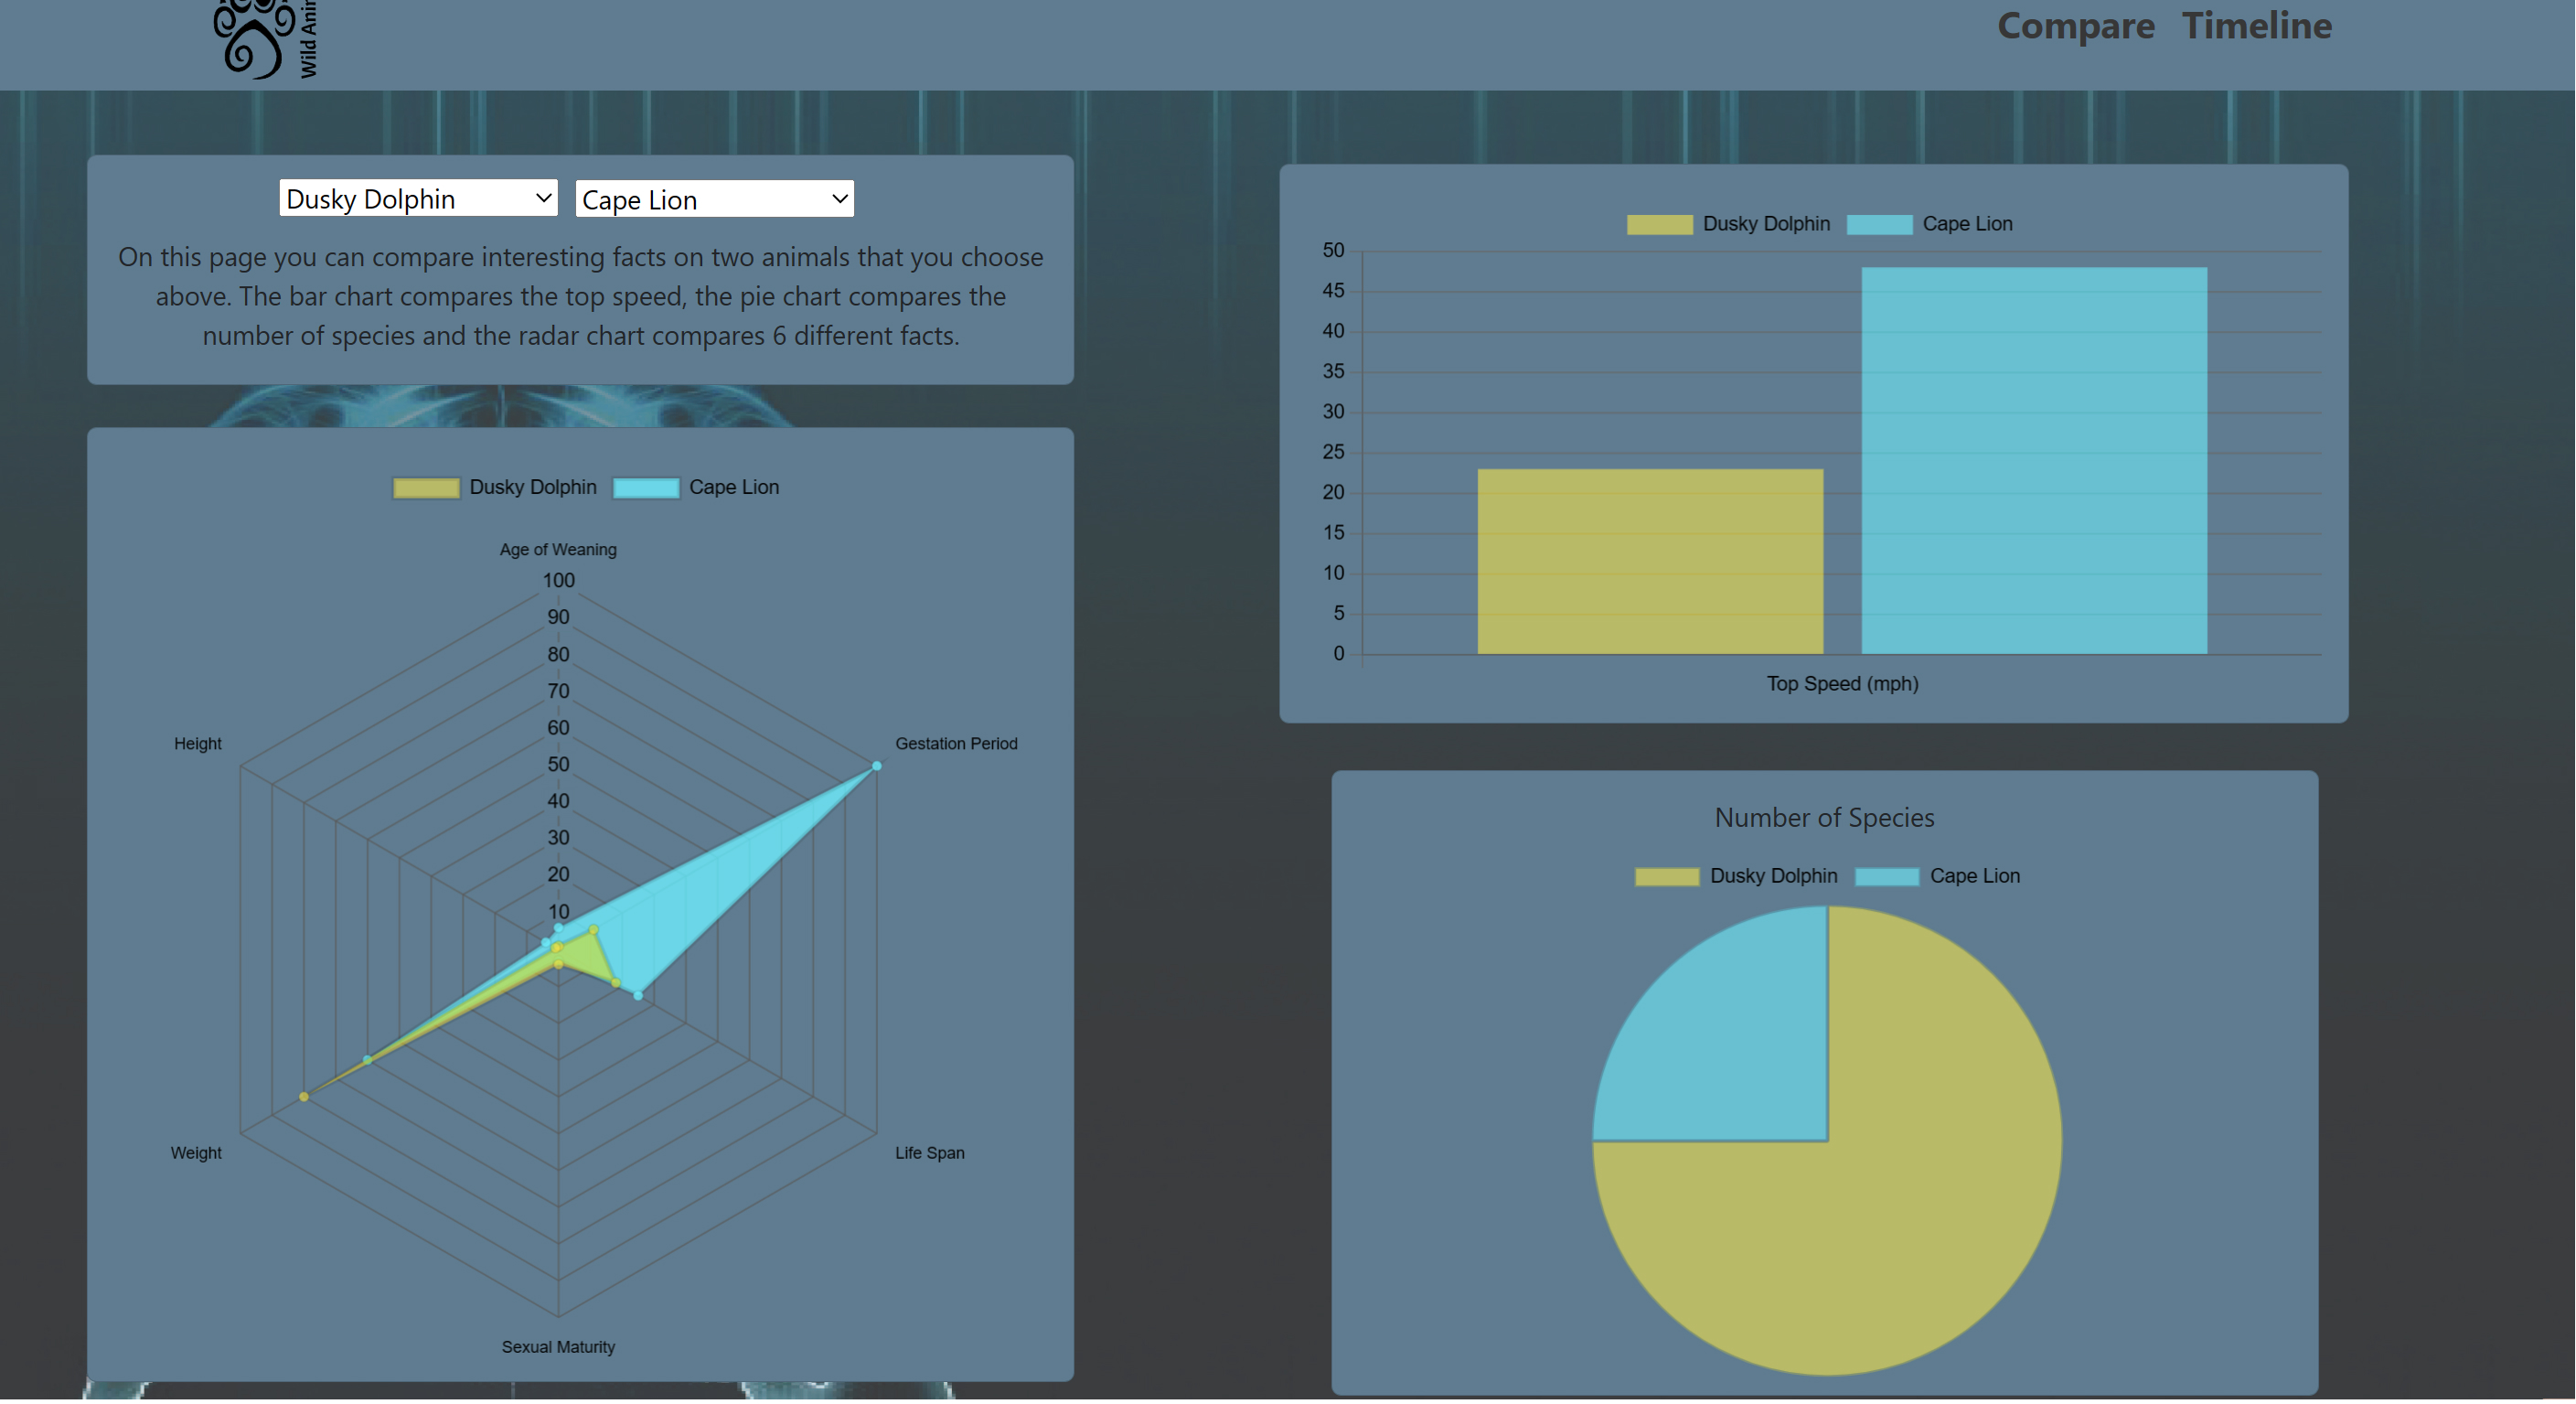 Wild Ani
Compare Timeline
Dusky Dolphin Cape Lion
On this page you can compare interesting facts on two animals that you choose
above. The bar chart compares the top speed, the pie chart compares the
number of species and the radar chart compares 6 different facts.
Dusky Dolphin Cape Lion
Age of Weaning
100
90
80
70
60
50
40
30
20
10
Height
Gestation Period
Weight
Life Span
Sexual Maturity
Dusky Dolphin Cape Lion
50
45
40
35
30
25
20
15
10
5
0
Top Speed (mph)
Number of Species
Dusky Dolphin Cape Lion